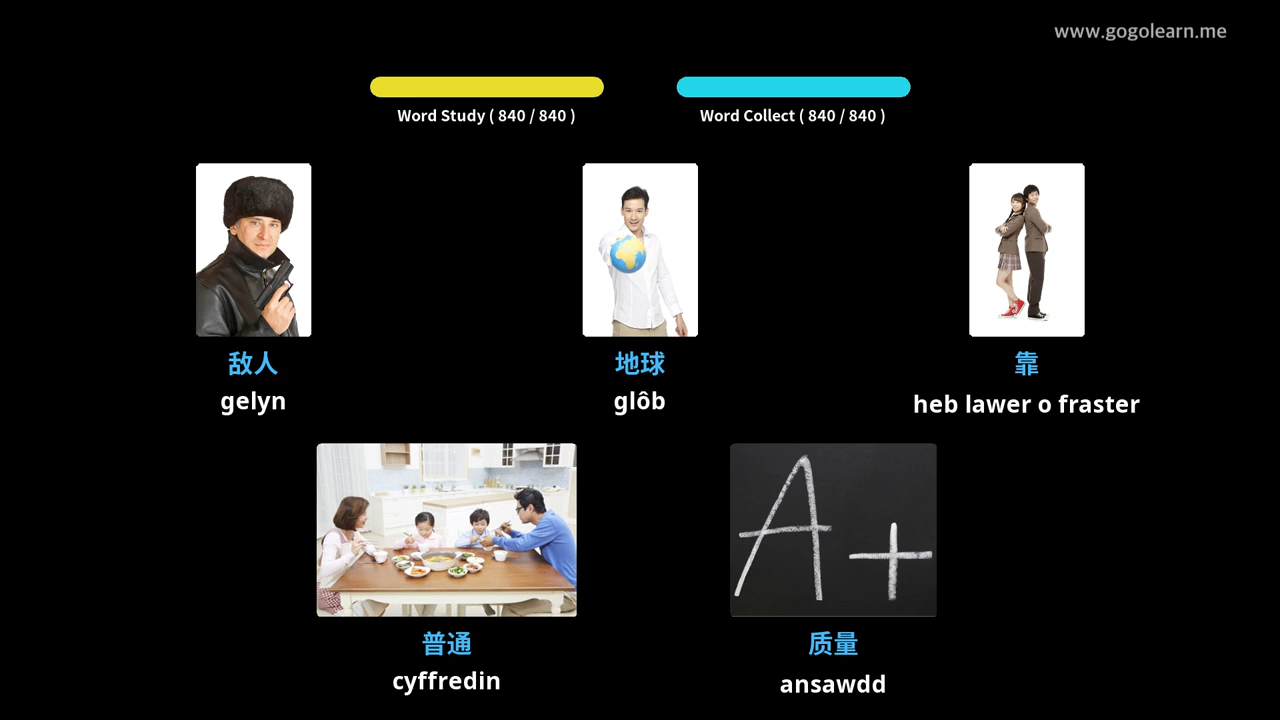 www.gogolearn.me
Word Study ( 840 / 840 )
Word Collect ( 840 / 840 )
敌人
gelyn
地球
glôb
靠
heb lawer o fraster
普通
cyffredin
A+
质量
ansawdd